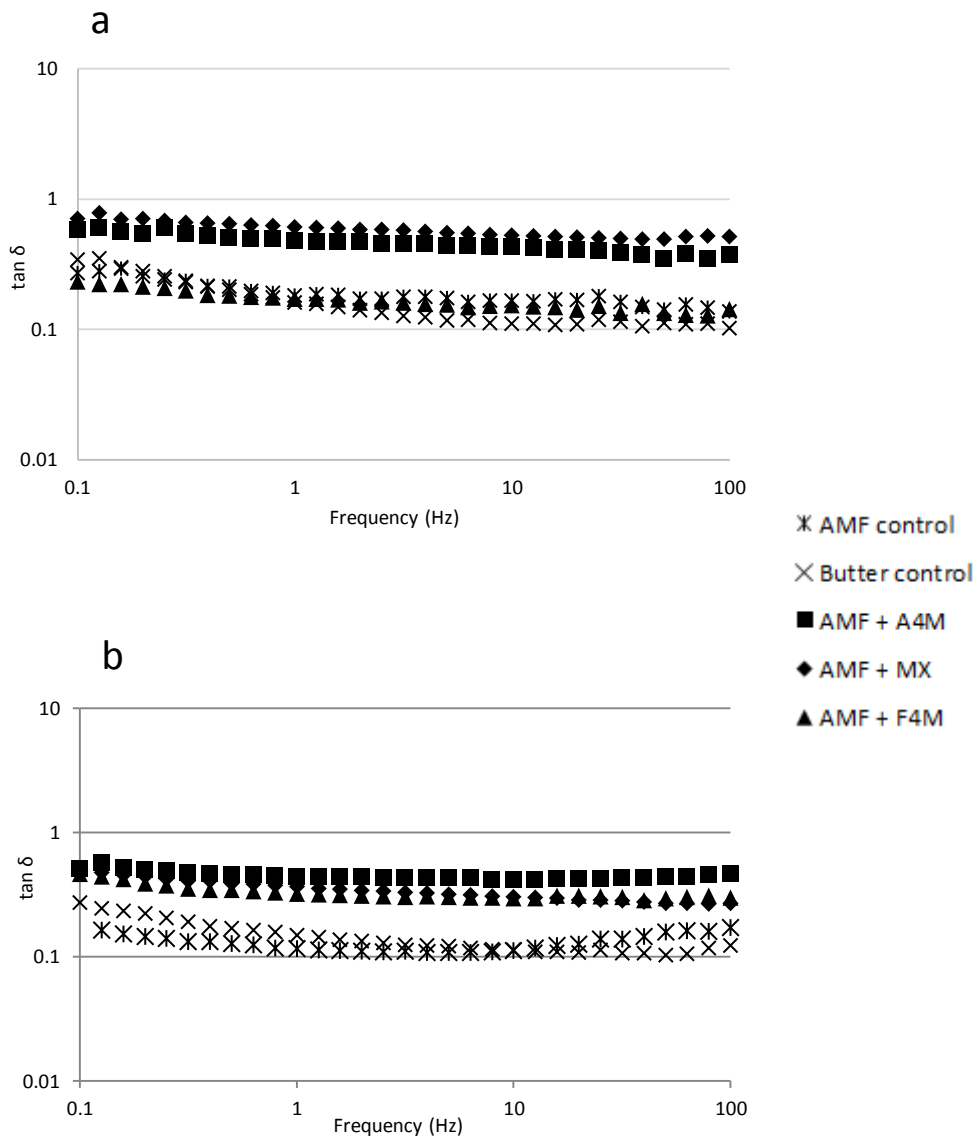 a
10
1
tan δ
0.1
0.01
0.1 1 10 100
Frequency (Hz)
AMF control
Butter control
AMF + A4M
AMF + MX
AMF + F4M
b
10
1
tan δ
0.1
0.01
0.1 1 10 100
Frequency (Hz)